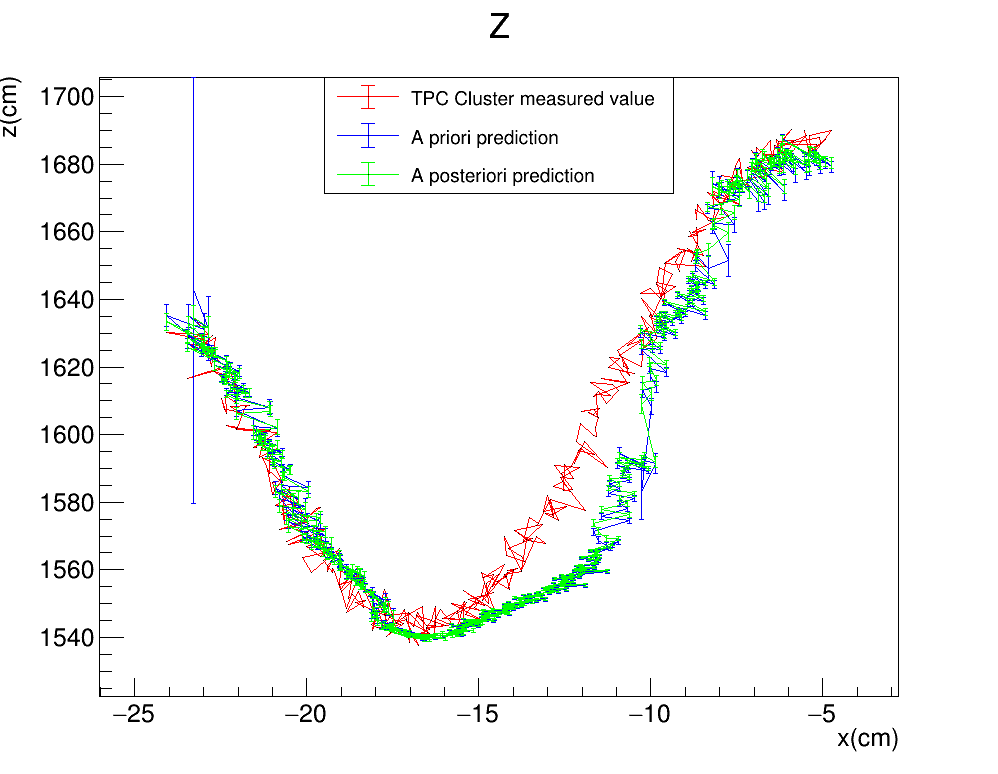 Z
z(cm)
TPC Cluster measured value
A priori prediction
A posteriori prediction
1700
1680
1660
1640
1620
1600
1580
1560
1540
−25 −20 −15 −10 −5
x(cm)